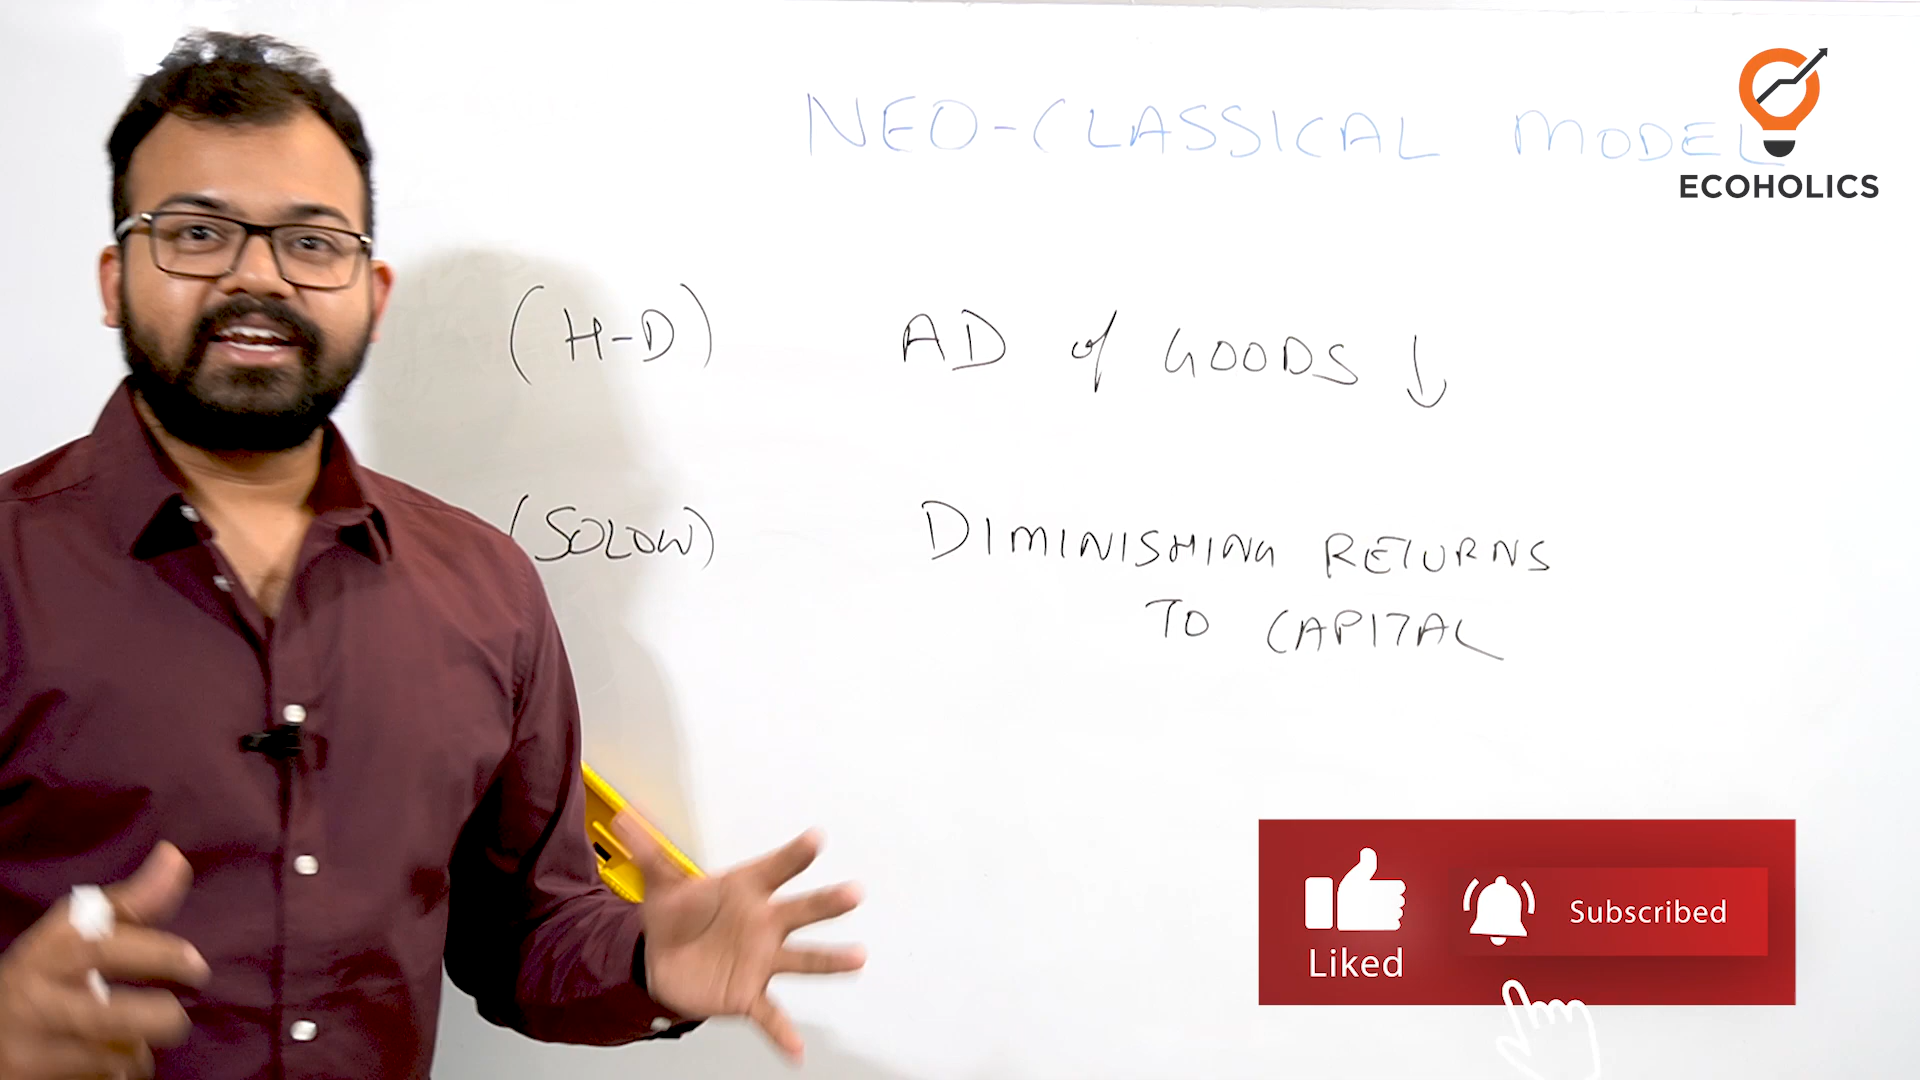 NEO-CLASSICAL MODEL
ECOHOLICS
(H-D) AD of GOODS ↓
(SOLOW) DIMINISHING RETURNS
TO CAPITAL
Liked
Subscribed